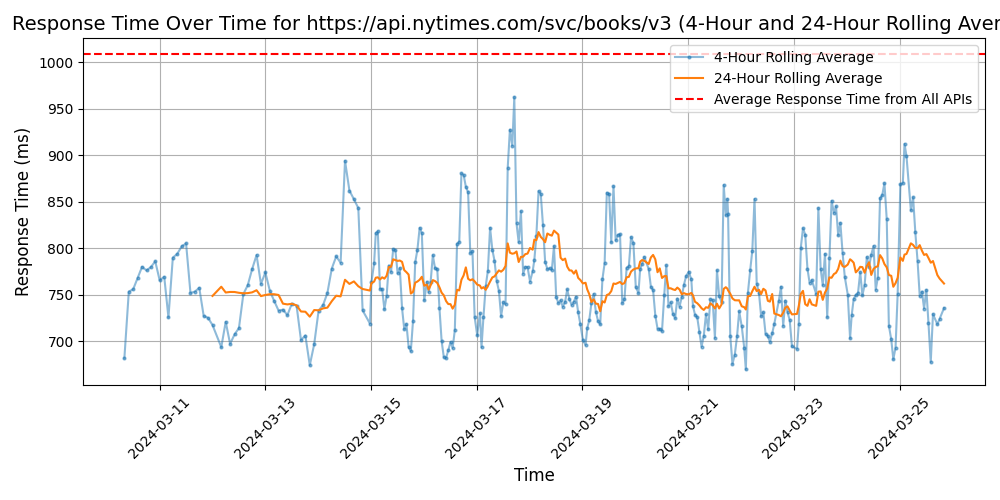 Response Time Over Time for https://api.nytimes.com/svc/books/v3 (4-Hour and 24-Hour Rolling Aver
4-Hour Rolling Average
24-Hour Rolling Average
Average Response Time from All APIs
Response Time (ms)
1000
950
900
850
800
750
700
2024-03-11
2024-03-13
2024-03-15
2024-03-17
2024-03-19
2024-03-21
2024-03-23
2024-03-25
Time